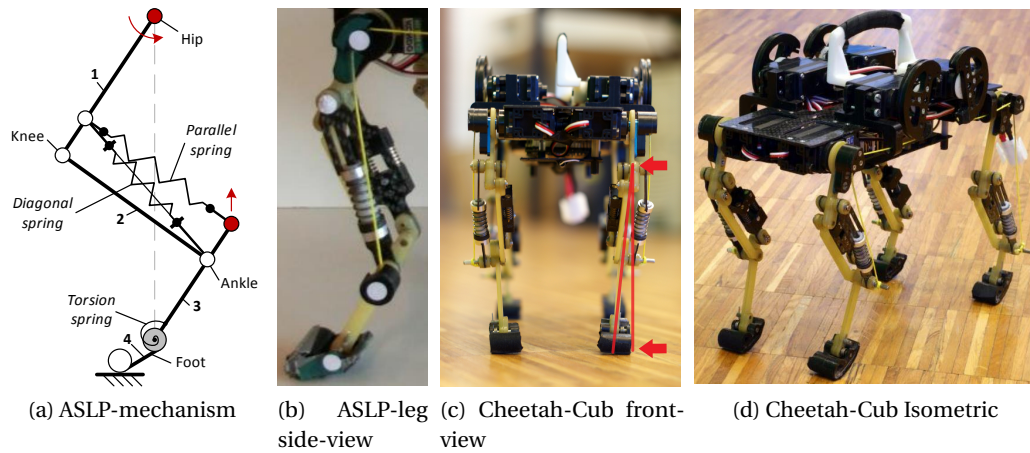 Hip
1
Knee
Parallel
spring
Diagonal
spring
2
Ankle
3
Torsion
spring
4
Foot
(a) ASLP-mechanism
(b) ASLP-leg
side-view
(c) Cheetah-Cub front-
view
(d) Cheetah-Cub Isometric